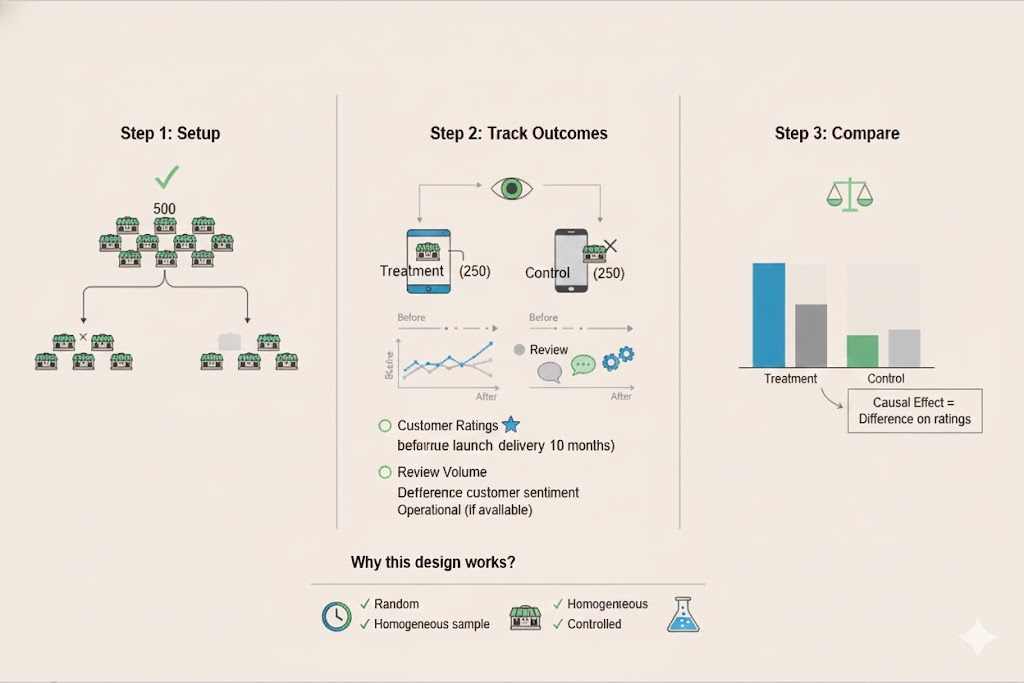 Step 1: Setup
500
Step 2: Track Outcomes
Treatment (250)
Control (250)
Before
Before
Review
After
After
Customer Ratings
launch delivery 10 months)
Review Volume
Defference customer sentiment
Operational (if available)
Step 3: Compare
Treatment
Control
Causal Effect =
Difference on ratings
Why this design works?
✓ Random
✓ Homogeneous sample
✓ Homogeneous
✓ Controlled